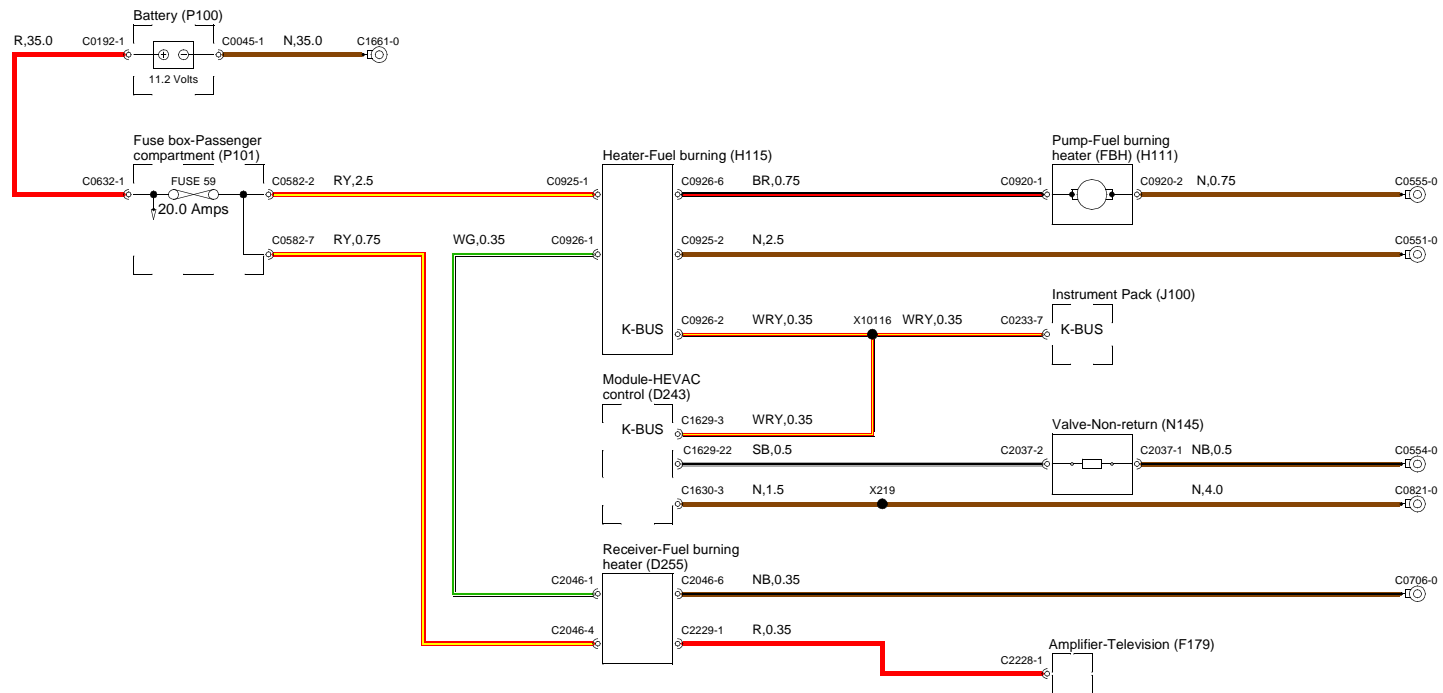 Battery (P100)
R,35.0
C0192-1
C0045-1
N,35.0
C1661-0
11.2 Volts
Fuse box-Passenger
compartment (P101)
C0632-1
FUSE 59
20.0 Amps
C0582-2
RY,2.5
C0582-7
RY,0.75
WG,0.35
Heater-Fuel burning (H115)
C0925-1
C0926-6
BR,0.75
C0926-1
C0925-2
N,2.5
K-BUS
C0926-2
WRY,0.35
X10116
WRY,0.35
Pump-Fuel burning
heater (FBH) (H111)
C0920-1
C0920-2
N,0.75
C0555-0
C0551-0
Instrument Pack (J100)
C0233-7
K-BUS
Module-HEVAC
control (D243)
K-BUS
C1629-3
WRY,0.35
C1629-22
SB,0.5
C1630-3
N,1.5
X219
Valve-Non-return (N145)
C2037-2
C2037-1
NB,0.5
C0554-0
N,4.0
C0821-0
Receiver-Fuel burning
heater (D255)
C2046-1
C2046-6
NB,0.35
C0706-0
C2046-4
C2229-1
R,0.35
Amplifier-Television (F179)
C2228-1